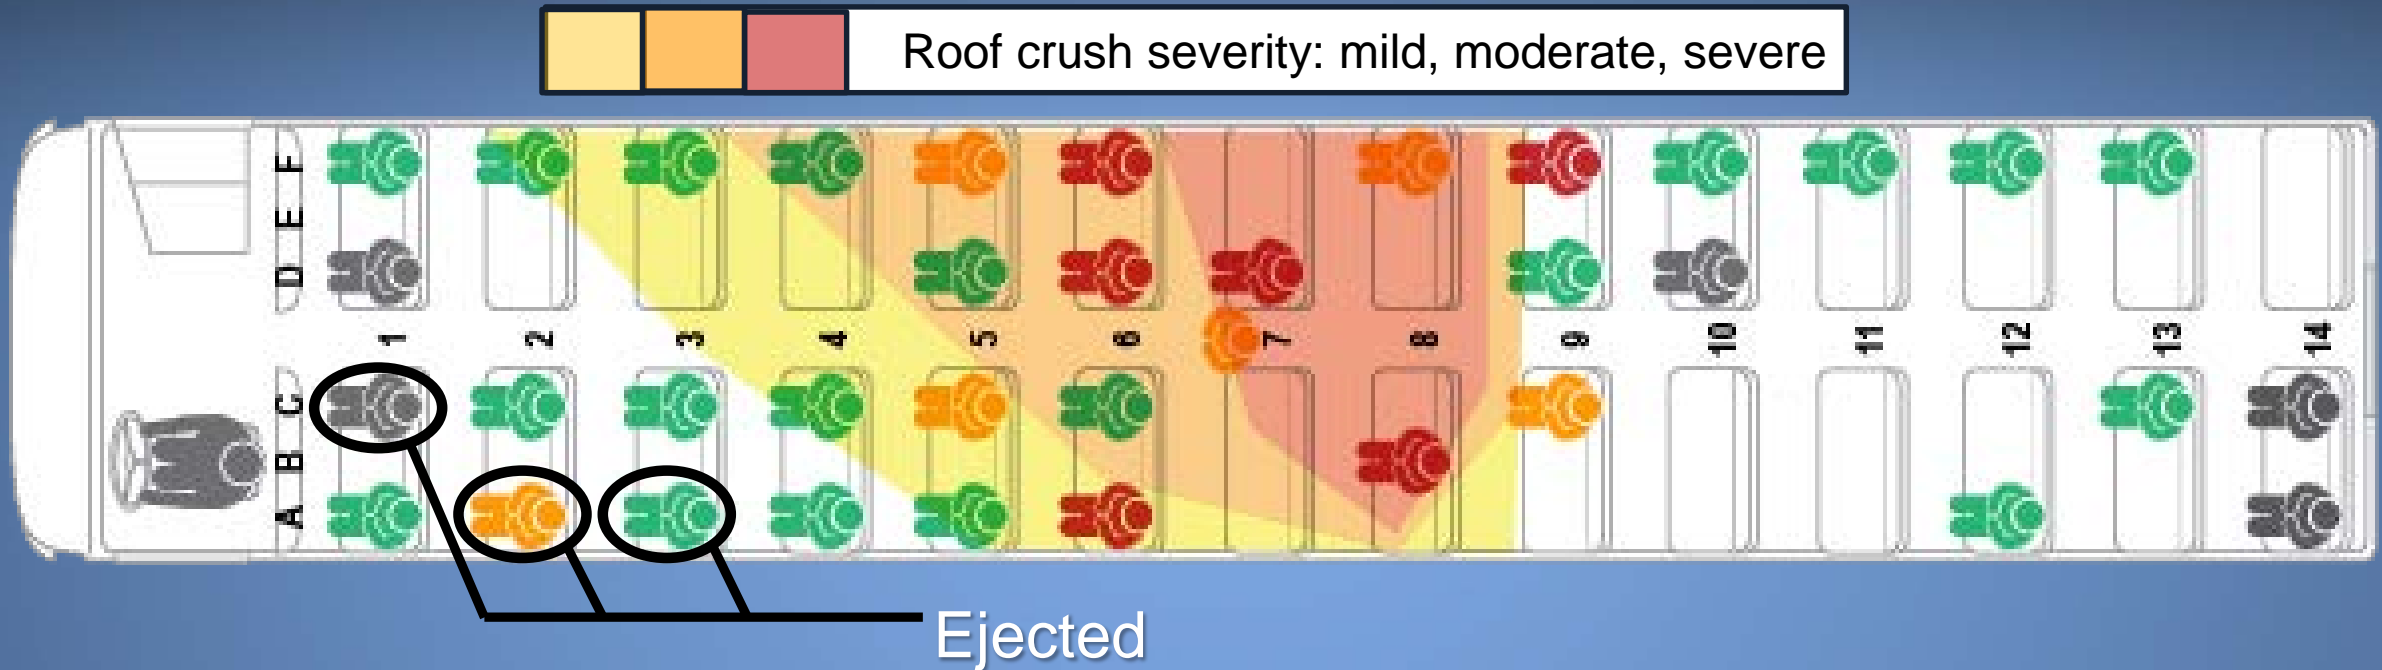 Roof crush severity: mild, moderate, severe
F
E
D
1 2 3 4 5 6 7 8 9 10 11 12 13 14
C
B
A
Ejected